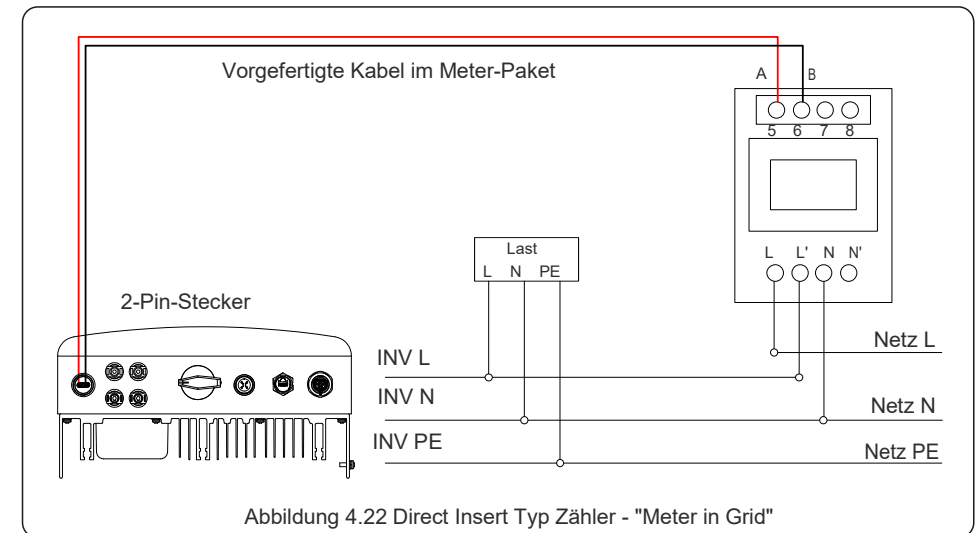 Vorgefertigte Kabel im Meter-Paket
A B
5 6 7 8
Last
L N PE
L L' N N'
2-Pin-Stecker
Netz L
INV L
INV N
Netz N
INV PE
Netz PE
Abbildung 4.22 Direct Insert Typ Zähler - "Meter in Grid"